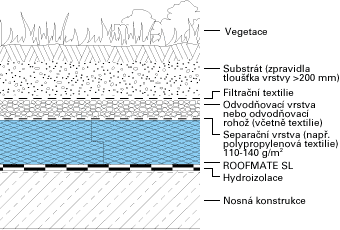 Vegetace
Substrát (zpravidla
tloušťka vrstvy >200 mm)
Filtrační textilie
Odvodňovací vrstva
nebo odvodňovací
rohož (včetně textilie)
Separační vrstva (např.
polypropylenová textilie)
110-140 g/m²
ROOFMATE SL
Hydroizolace
Nosná konstrukce